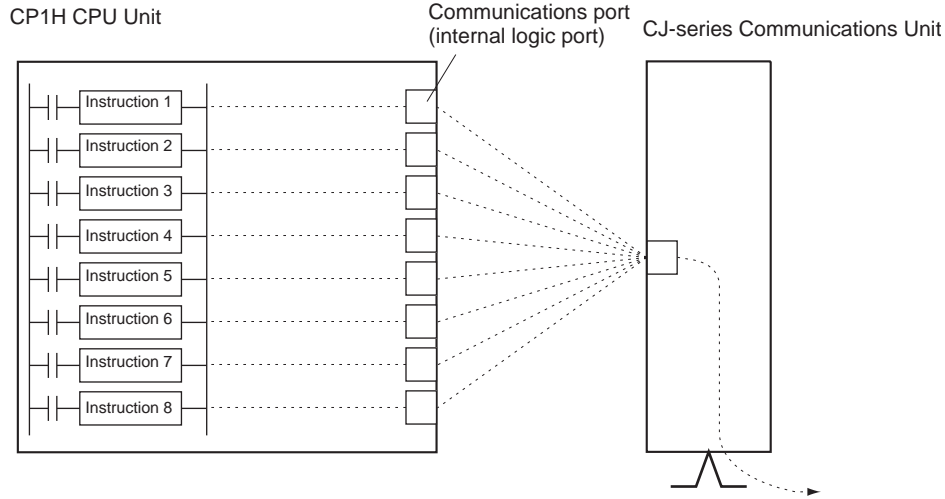 CP1H CPU Unit
Communications port
(internal logic port)
CJ-series Communications Unit
Instruction 1
Instruction 2
Instruction 3
Instruction 4
Instruction 5
Instruction 6
Instruction 7
Instruction 8